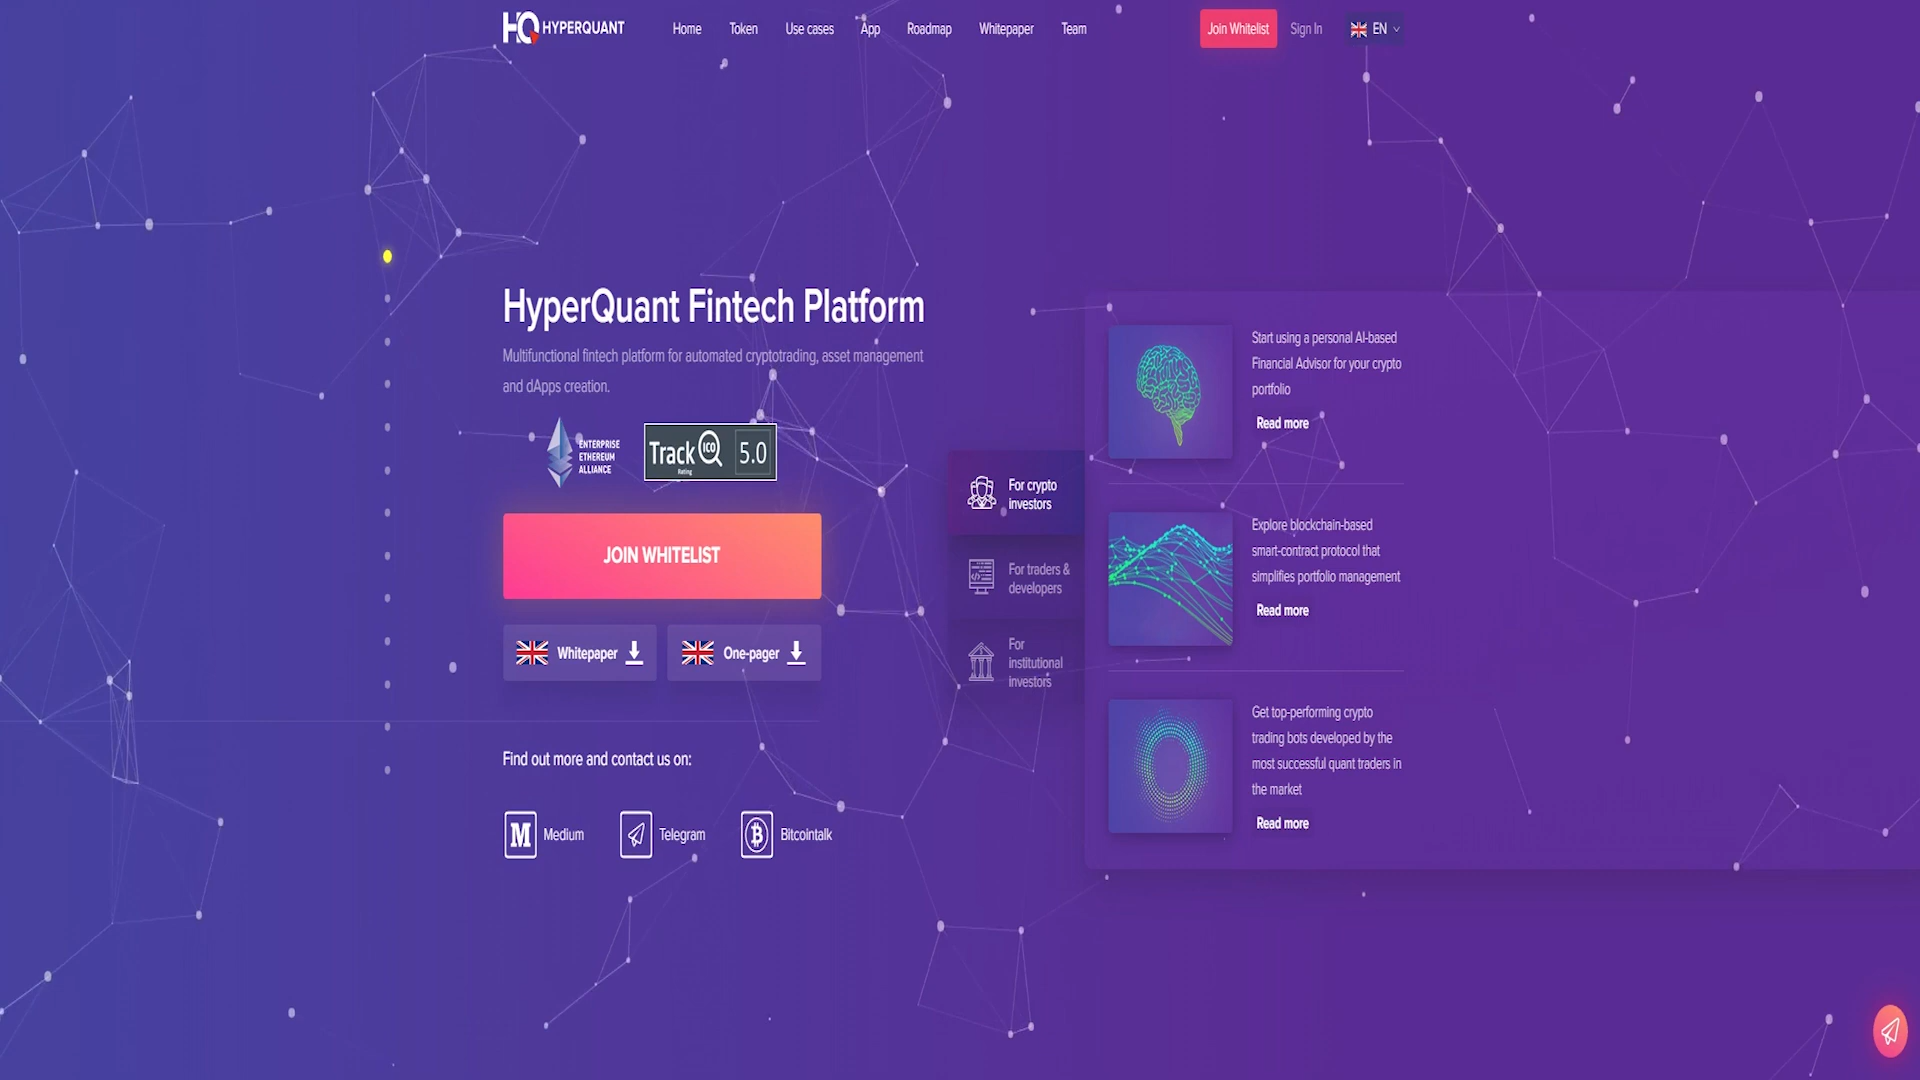 HQ HYPERQUANT
Home
Token
Use cases
App
Roadmap
Whitepaper
Team
Join Whitelist
Sign In
EN
HyperQuant Fintech Platform
Multifunctional fintech platform for automated cryptotrading, asset management
and dApps creation.
ENTERPRISE
ETHEREUM
ALLIANCE
Track ICO 5.0
Rating
JOIN WHITELIST
Whitepaper
One-pager
Find out more and contact us on:
M Medium
Telegram
Bitcointalk
For crypto
investors
For traders &
developers
For
institutional
investors
Start using a personal AI-based
Financial Advisor for your crypto
portfolio
Read more
Explore blockchain-based
smart-contract protocol that
simplifies portfolio management
Read more
Get top-performing crypto
trading bots developed by the
most successful quant traders in
the market
Read more